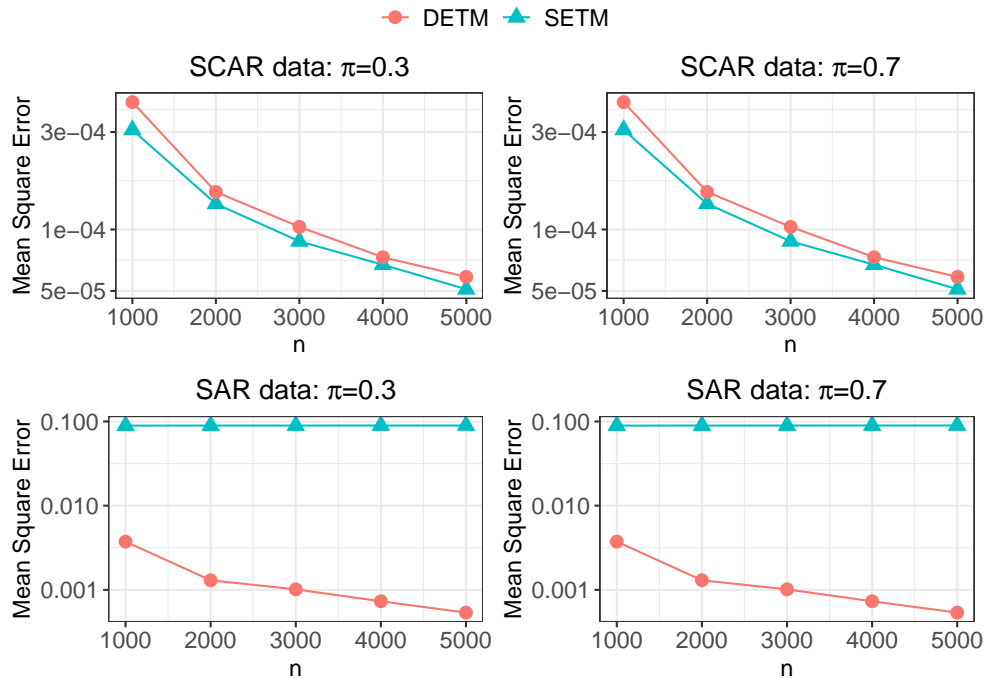 DETM SETM
SCAR data: π=0.3
Mean Square Error
3e−04
1e−04
5e−05
1000 2000 3000 4000 5000
n
SCAR data: π=0.7
Mean Square Error
3e−04
1e−04
5e−05
1000 2000 3000 4000 5000
n
SAR data: π=0.3
Mean Square Error
0.100
0.010
0.001
1000 2000 3000 4000 5000
n
SAR data: π=0.7
Mean Square Error
0.100
0.010
0.001
1000 2000 3000 4000 5000
n